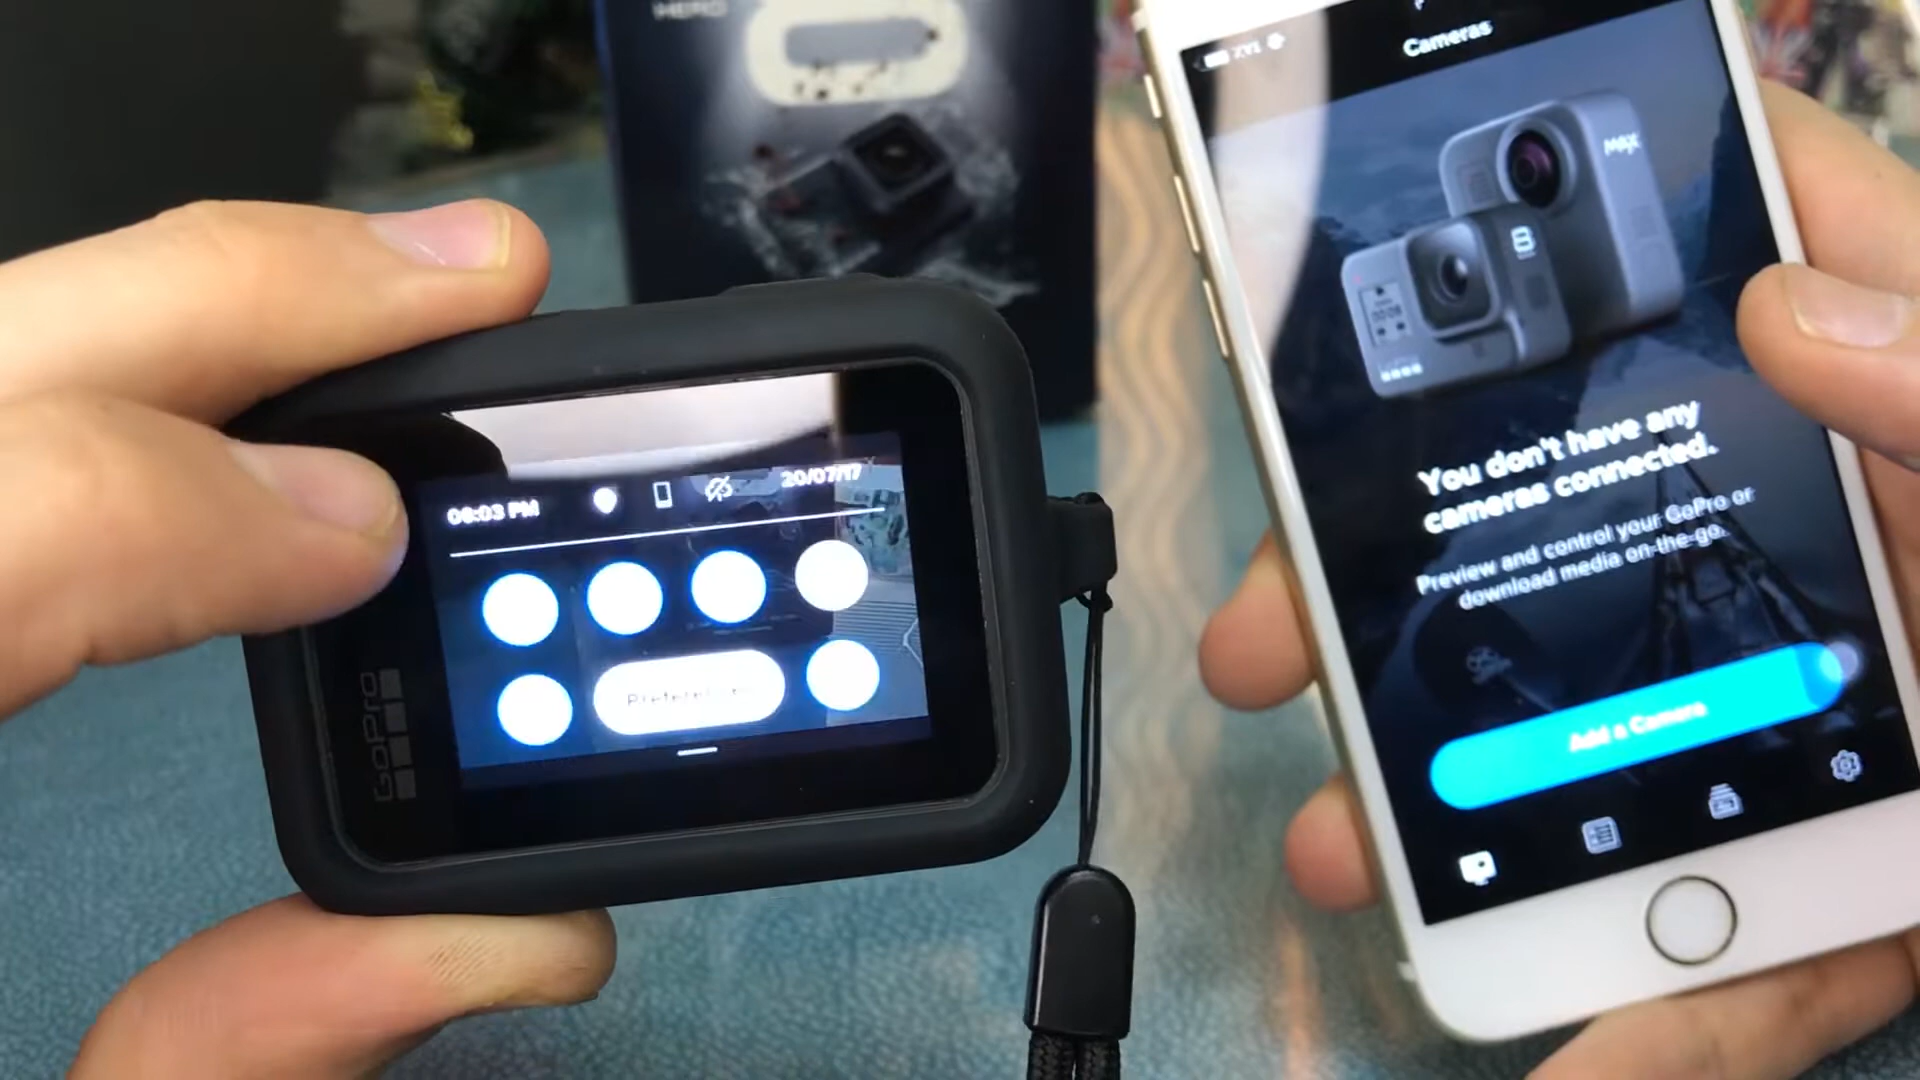 HERO
Cameras
MAX
8
You don't have any
cameras connected.
Preview and control your GoPro or
download media on-the-go.
Add a Camera
06:03 PM
20/07/17
Preferences
GoPro